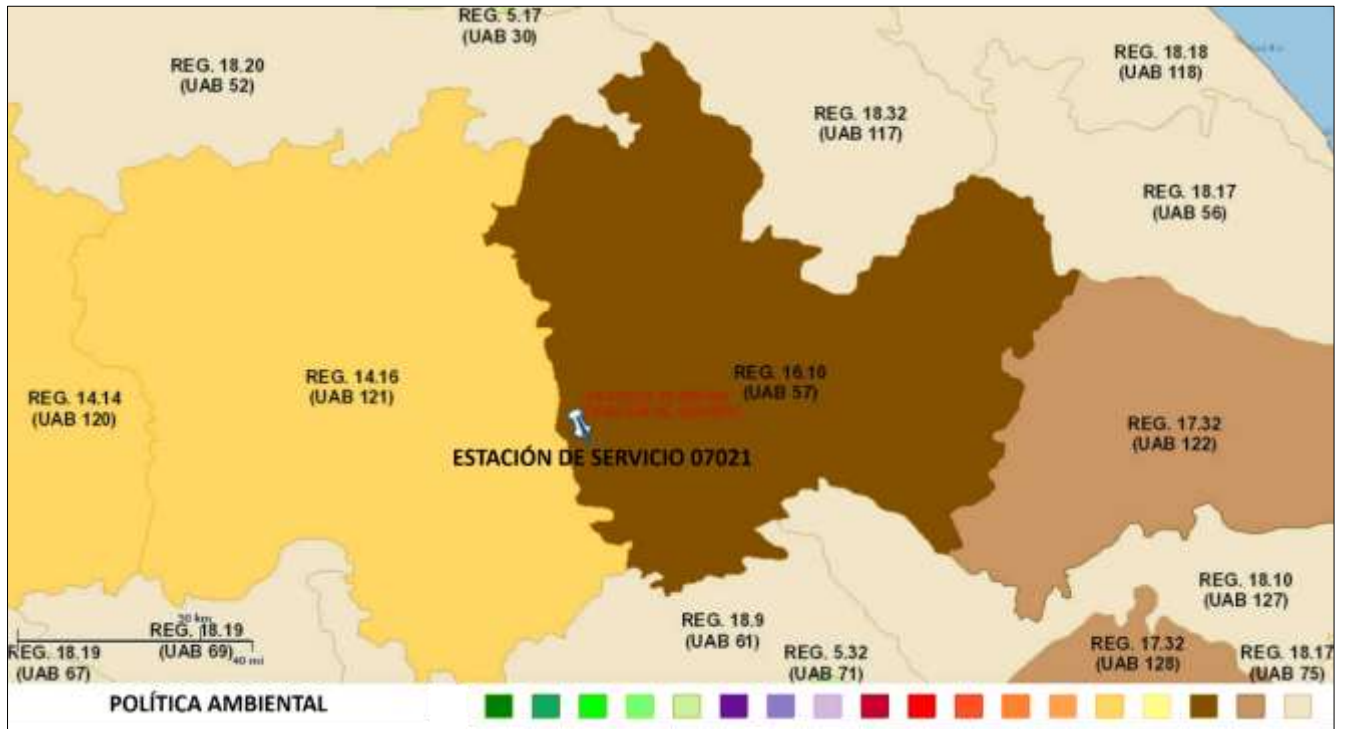 REG. 5.17
(UAB 30)
REG. 18.20
(UAB 52)
REG. 18.18
(UAB 118)
REG. 18.32
(UAB 117)
REG. 18.17
(UAB 56)
REG. 14.14
(UAB 120)
REG. 14.16
(UAB 121)
REG. 16.10
(UAB 57)
REG. 17.32
(UAB 122)
ESTACIÓN DE SERVICIO 07021
REG. 18.10
(UAB 127)
REG. 18.9
(UAB 61)
30 km
REG. 18.19
(UAB 69)
40 mi
REG. 18.19
(UAB 67)
REG. 5.32
(UAB 71)
REG. 17.32
(UAB 128)
REG. 18.17
(UAB 75)
POLÍTICA AMBIENTAL